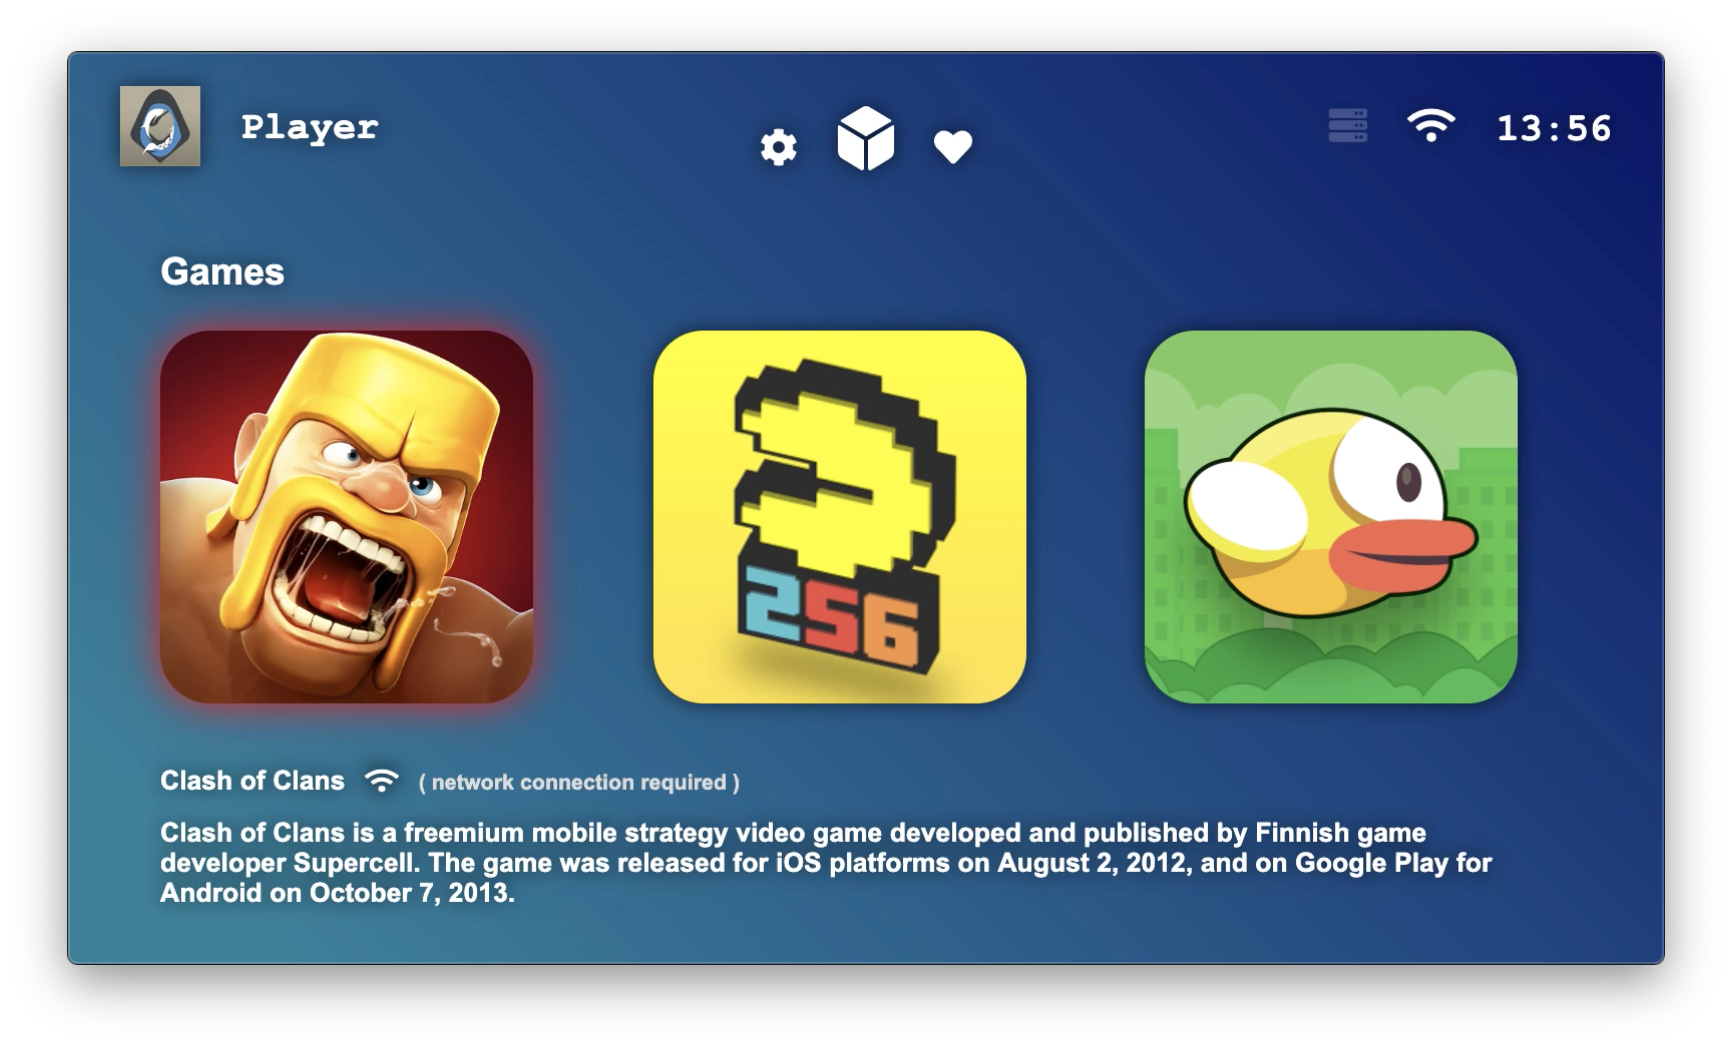 Player
13:56
Games
256
Clash of Clans ( network connection required )
Clash of Clans is a freemium mobile strategy video game developed and published by Finnish game
developer Supercell. The game was released for iOS platforms on August 2, 2012, and on Google Play for
Android on October 7, 2013.